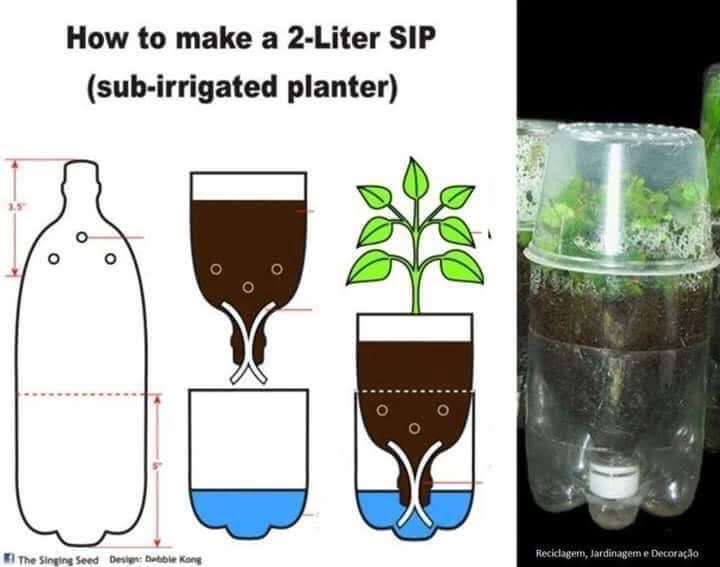 How to make a 2-Liter SIP
(sub-irrigated planter)
3.5"
5"
f The Singing Seed Design: Debbie Kong
Reciclagem, Jardinagem e Decoração